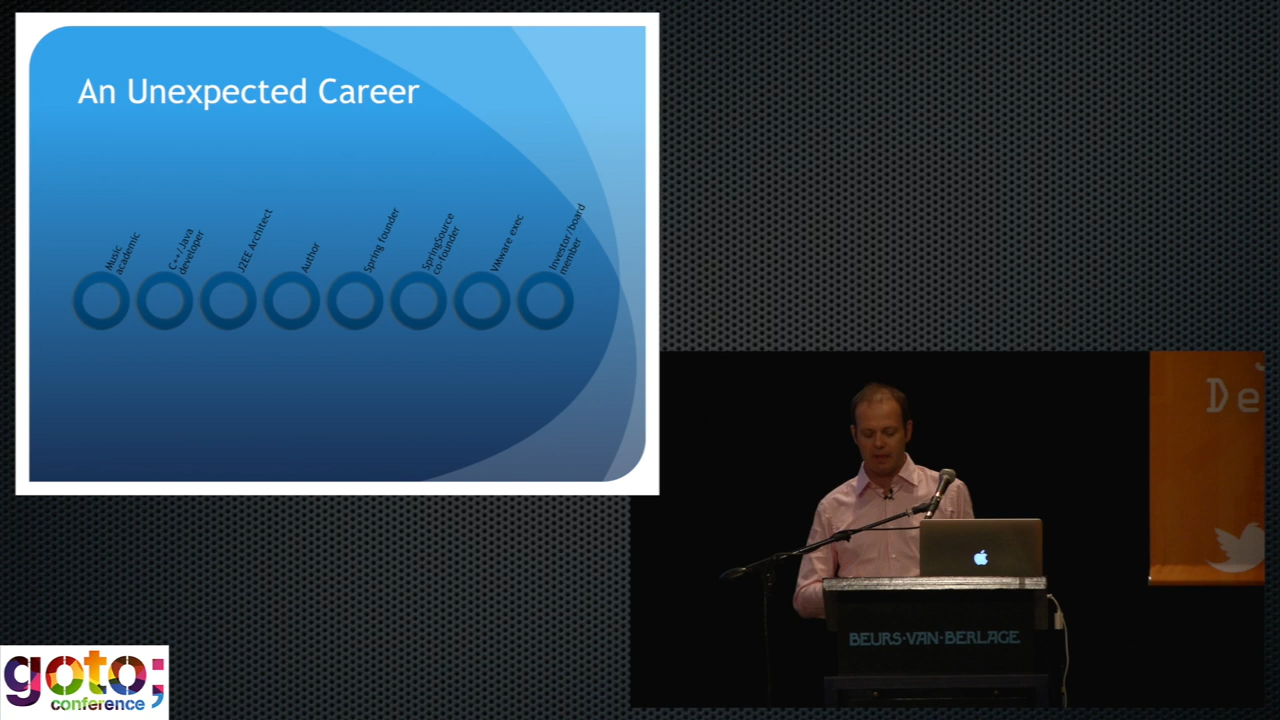 An Unexpected Career
Music
academic
C++/Java
developer
J2EE Architect
Author
Spring founder
SpringSource
co-founder
VMware exec
Investor/board
member
De
BEURS·VAN·BERLAGE
goto;
conference